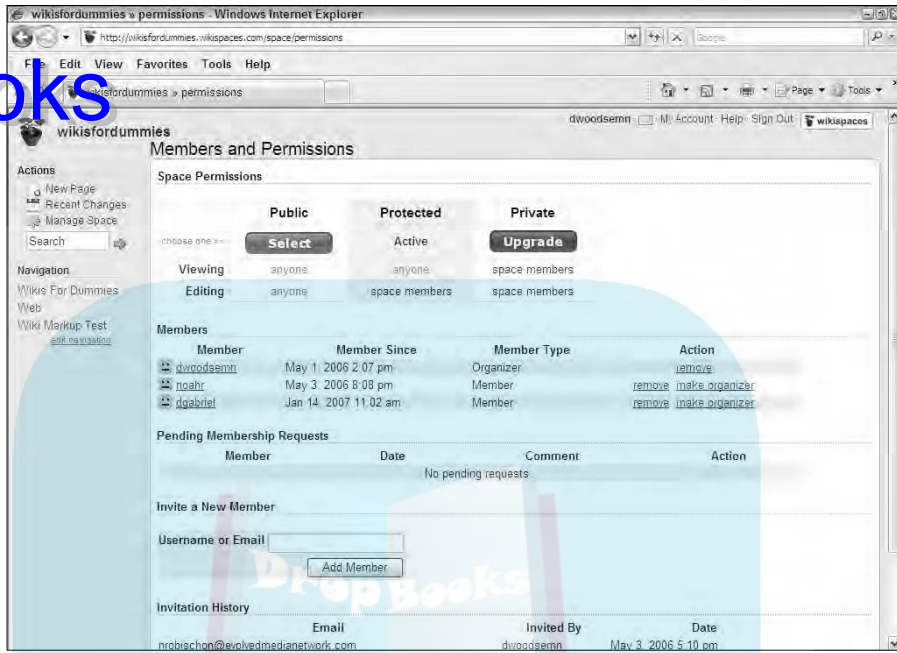 wikisfordummies » permissions - Windows Internet Explorer
http://wikisfordummies.wikispaces.com/space/permissions
Google
File Edit View Favorites Tools Help
oks
wikisfordummies » permissions
Page Tools
wikisfordummies
dwoodsemn My Account Help Sign Out wikispaces
Members and Permissions
Actions
New Page
Recent Changes
Manage Space
Search
Navigation
Wikis For Dummies
Web
Wiki Markup Test
edit navigation
Space Permissions
Public Protected Private
choose one >> Select Active Upgrade
Viewing anyone anyone space members
Editing anyone space members space members
Members
Member Member Since Member Type Action
dwoodsemn May 1, 2006 2:07 pm Organizer remove
noahr May 3, 2006 8:08 pm Member remove make organizer
dgabriel Jan 14, 2007 11:02 am Member remove make organizer
Pending Membership Requests
Member Date Comment Action
No pending requests
Invite a New Member
Username or Email
Add Member
DropBooks
Invitation History
Email Invited By Date
nrobischon@evolvedmedianetwork.com dwoodsemn May 3, 2006 5:10 pm